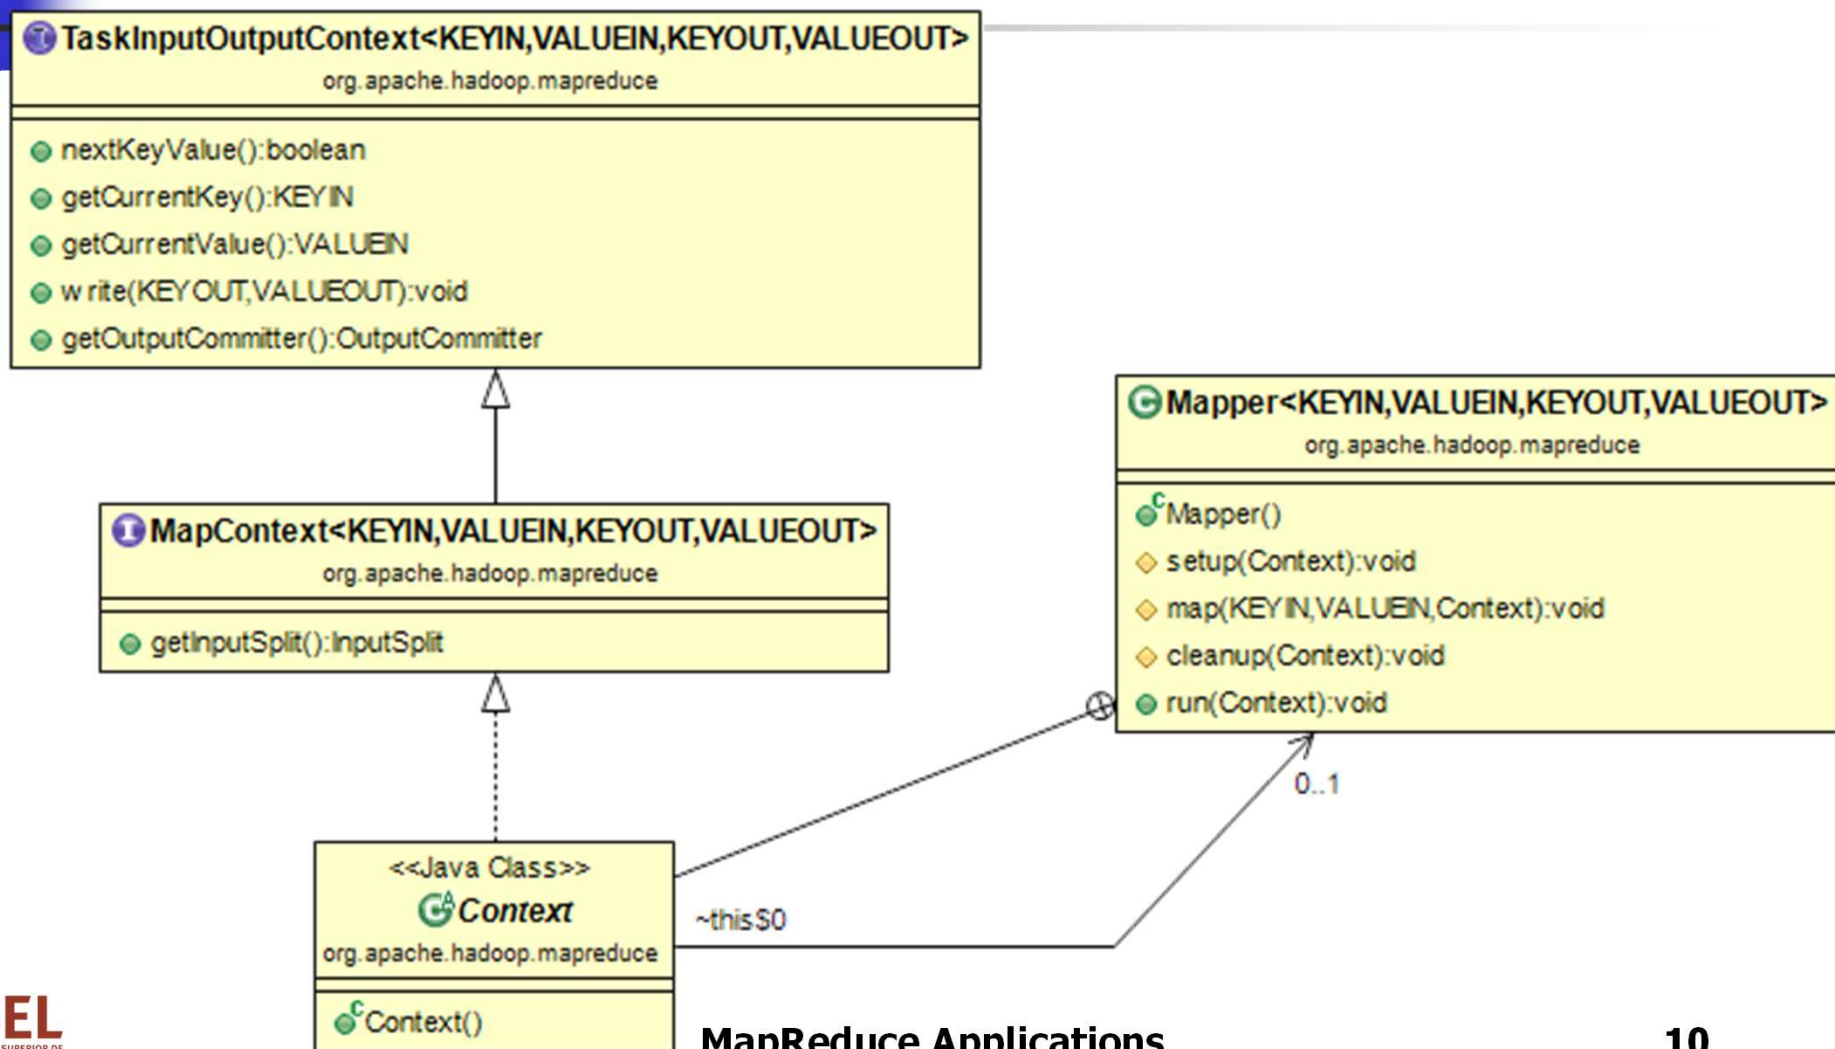 TaskInputOutputContext<KEYIN,VALUEIN,KEYOUT,VALUEOUT>
org.apache.hadoop.mapreduce
nextKeyValue():boolean
getCurrentKey():KEYIN
getCurrentValue():VALUEIN
write(KEYOUT,VALUEOUT):void
getOutputCommitter():OutputCommitter
MapContext<KEYIN,VALUEIN,KEYOUT,VALUEOUT>
org.apache.hadoop.mapreduce
getInputSplit():InputSplit
Mapper<KEYIN,VALUEIN,KEYOUT,VALUEOUT>
org.apache.hadoop.mapreduce
Mapper()
setup(Context):void
map(KEYIN,VALUEIN,Context):void
cleanup(Context):void
run(Context):void
0..1
<<Java Class>>
Context
org.apache.hadoop.mapreduce
Context()
~this$0
EL
SUPERIOR DE
MapReduce Applications
10